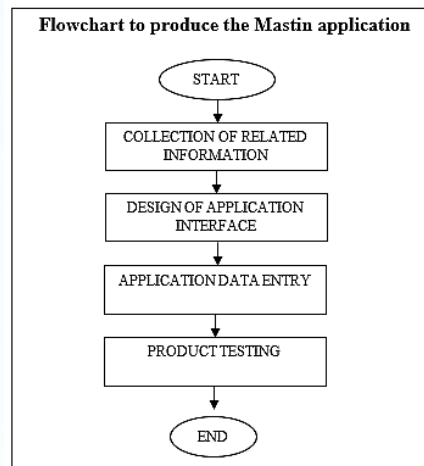 Flowchart to produce the Mastin application
START
COLLECTION OF RELATED
INFORMATION
DESIGN OF APPLICATION
INTERFACE
APPLICATION DATA ENTRY
PRODUCT TESTING
END